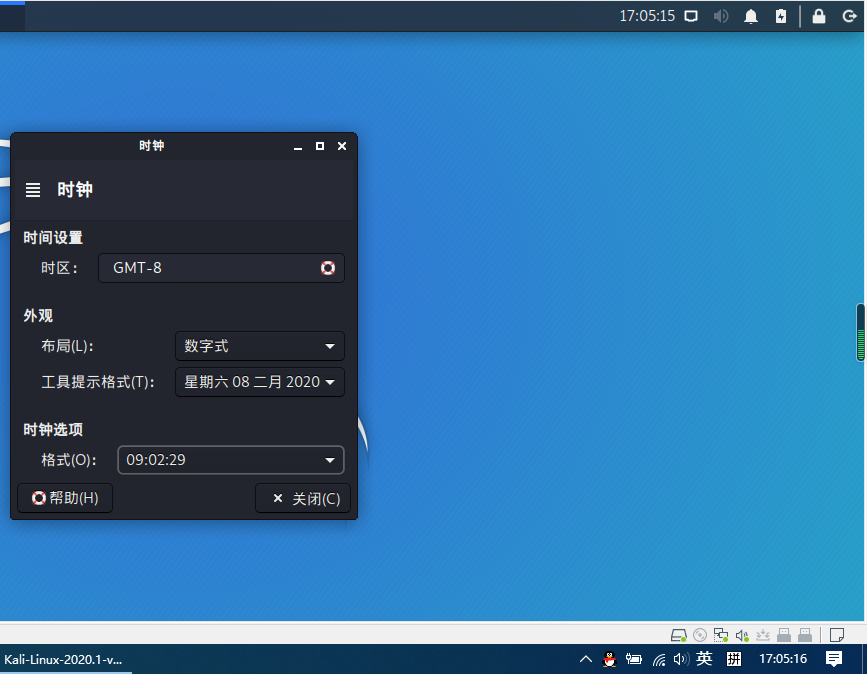 17:05:15
时钟
时钟
时间设置
时区： GMT-8
外观
布局(L)： 数字式
工具提示格式(T)： 星期六 08 二月 2020
时钟选项
格式(O)： 09:02:29
帮助(H) 关闭(C)
Kali-Linux-2020.1-v... 英 拼 17:05:16